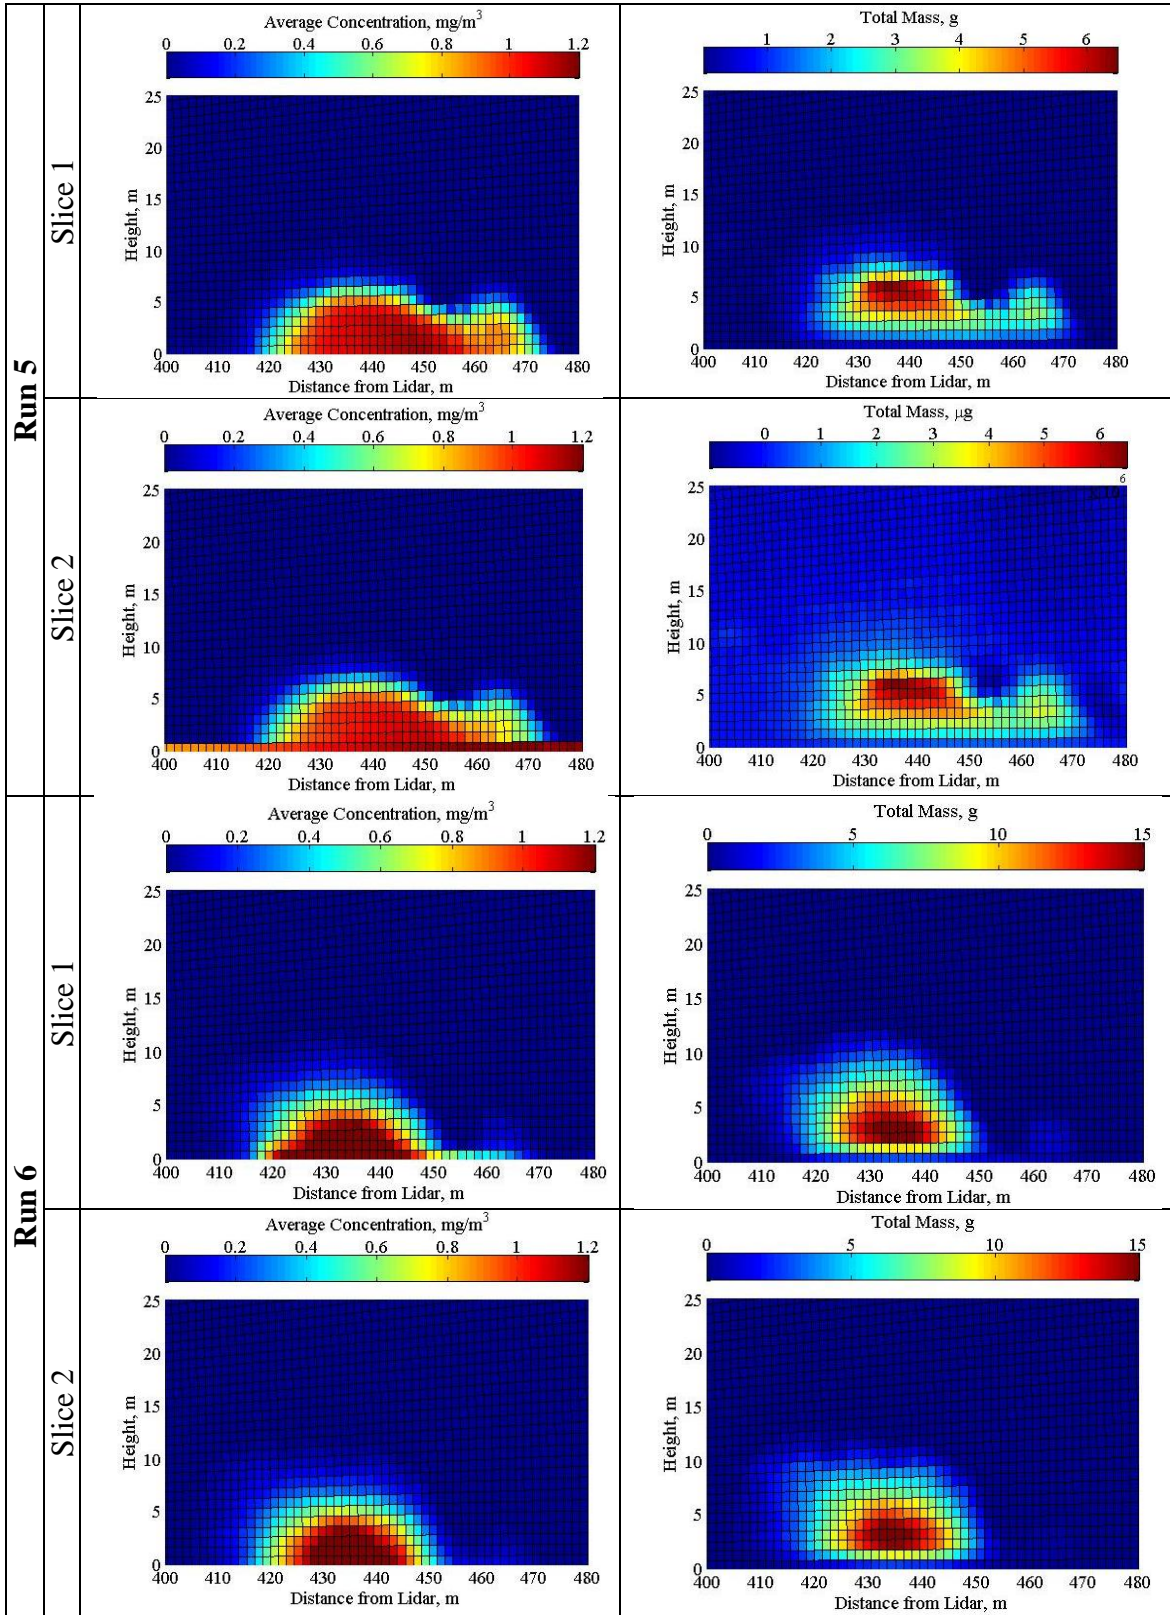 Run 5
Slice 1
Average Concentration, mg/m³
0 0.2 0.4 0.6 0.8 1 1.2
25
20
15
10
5
0
Height, m
400 410 420 430 440 450 460 470 480
Distance from Lidar, m
Total Mass, g
1 2 3 4 5 6
25
20
15
10
5
0
Height, m
400 410 420 430 440 450 460 470 480
Distance from Lidar, m
Slice 2
Average Concentration, mg/m³
0 0.2 0.4 0.6 0.8 1 1.2
25
20
15
10
5
0
Height, m
400 410 420 430 440 450 460 470 480
Distance from Lidar, m
Total Mass, μg
0 1 2 3 4 5 6
6
25
20
15
10
5
0
Height, m
400 410 420 430 440 450 460 470 480
Distance from Lidar, m
Run 6
Slice 1
Average Concentration, mg/m³
0 0.2 0.4 0.6 0.8 1 1.2
25
20
15
10
5
0
Height, m
400 410 420 430 440 450 460 470 480
Distance from Lidar, m
Total Mass, g
0 5 10 15
25
20
15
10
5
0
Height, m
400 410 420 430 440 450 460 470 480
Distance from Lidar, m
Slice 2
Average Concentration, mg/m³
0 0.2 0.4 0.6 0.8 1 1.2
25
20
15
10
5
0
Height, m
400 410 420 430 440 450 460 470 480
Distance from Lidar, m
Total Mass, g
0 5 10 15
25
20
15
10
5
0
Height, m
400 410 420 430 440 450 460 470 480
Distance from Lidar, m